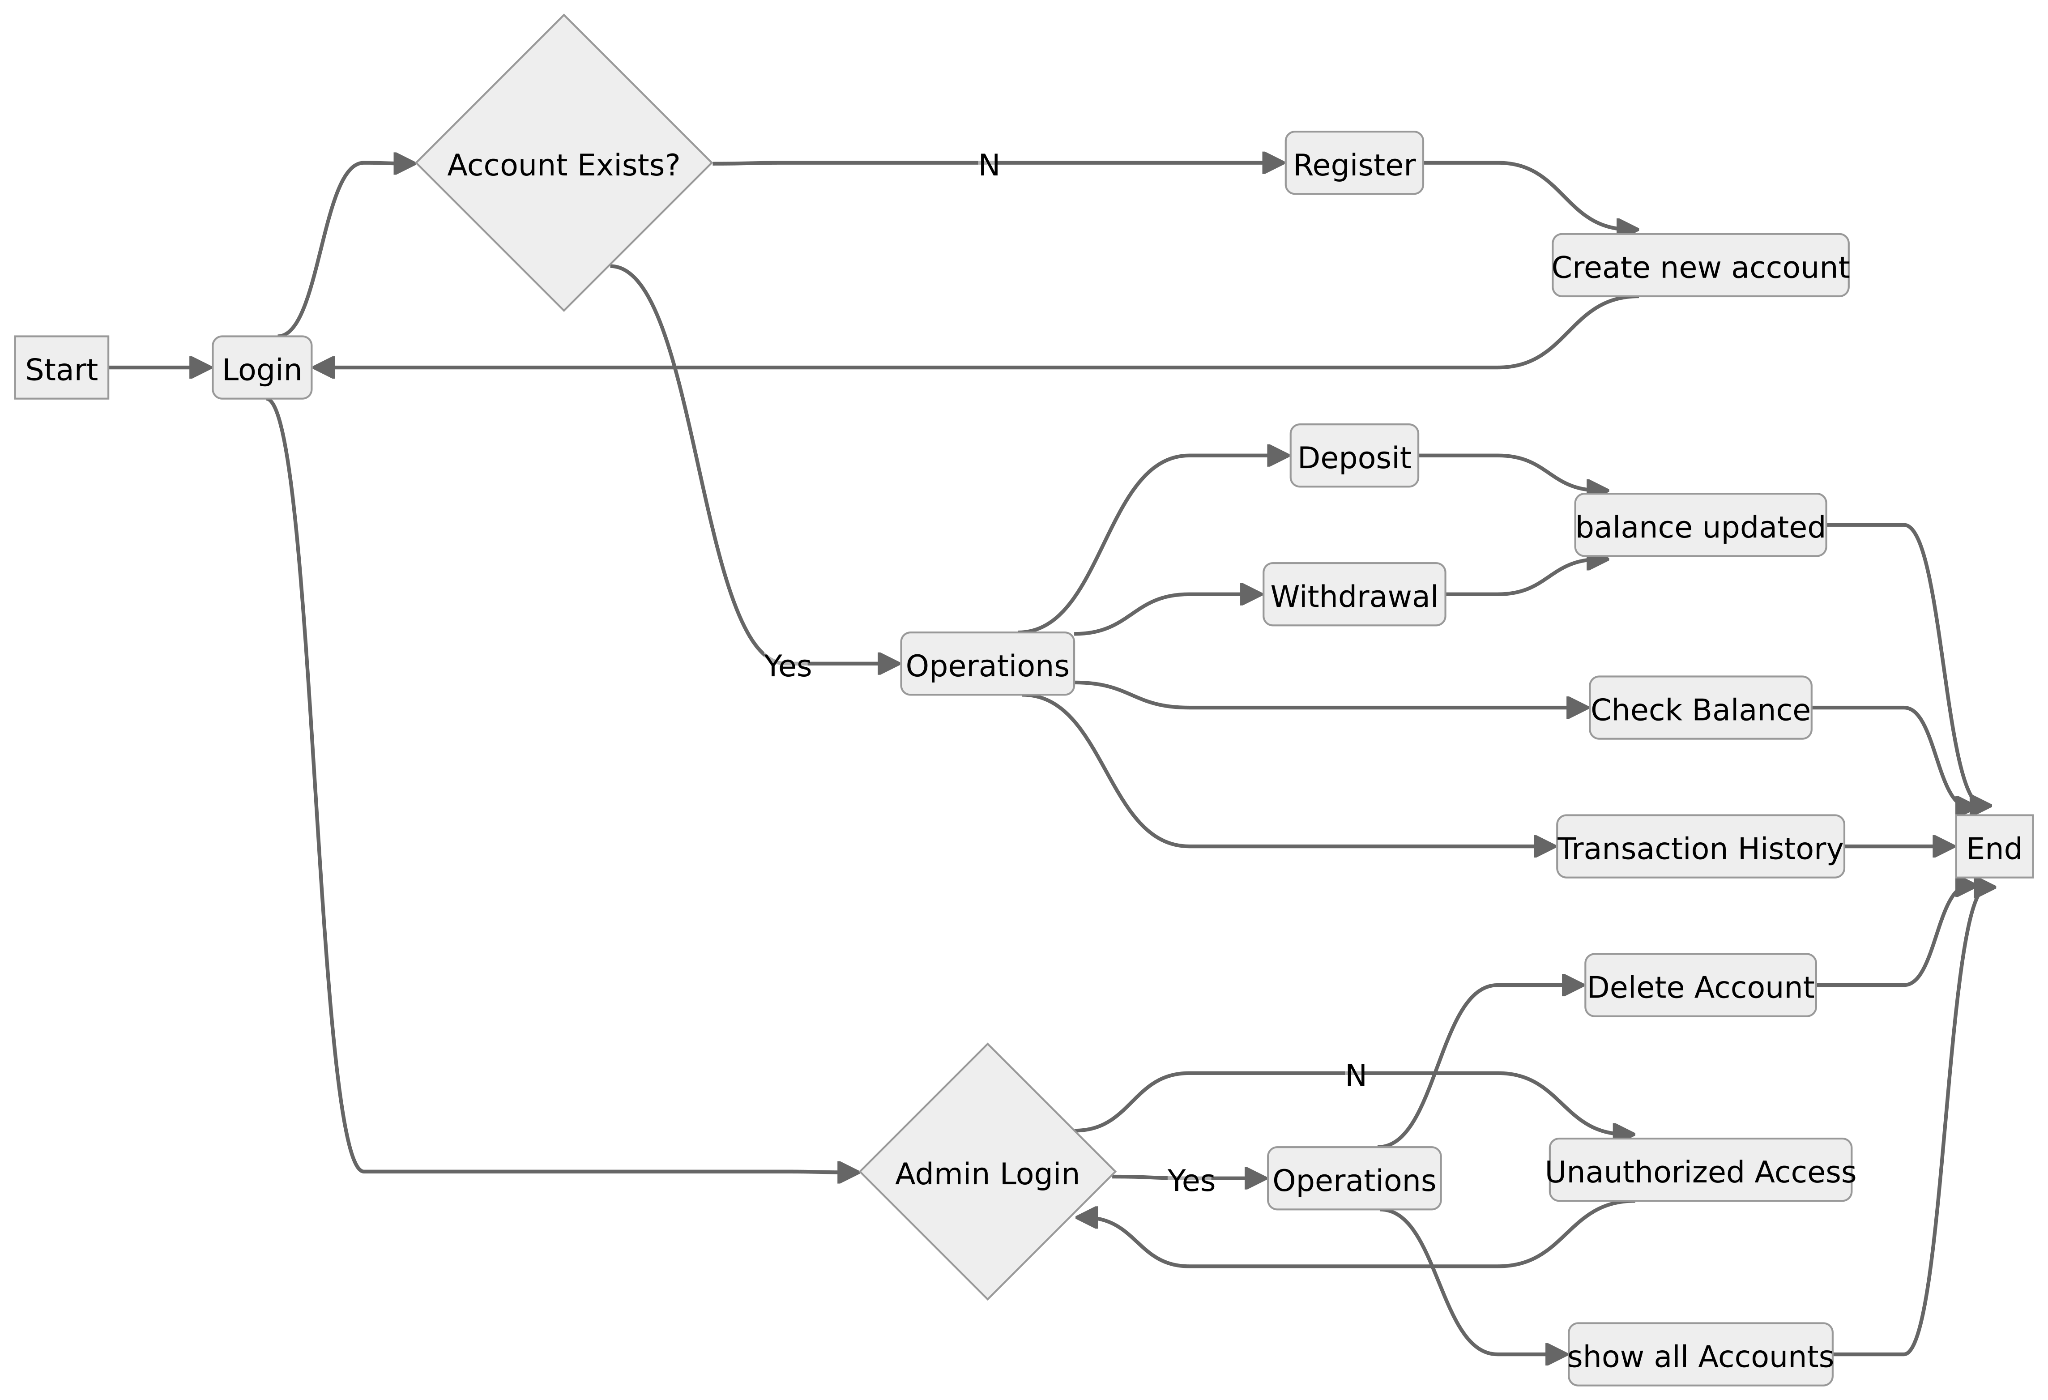 Account Exists?
N
Register
Create new account
Start
Login
Deposit
balance updated
Withdrawal
Yes
Operations
Check Balance
Transaction History
End
Delete Account
N
Admin Login
Yes
Operations
Unauthorized Access
show all Accounts